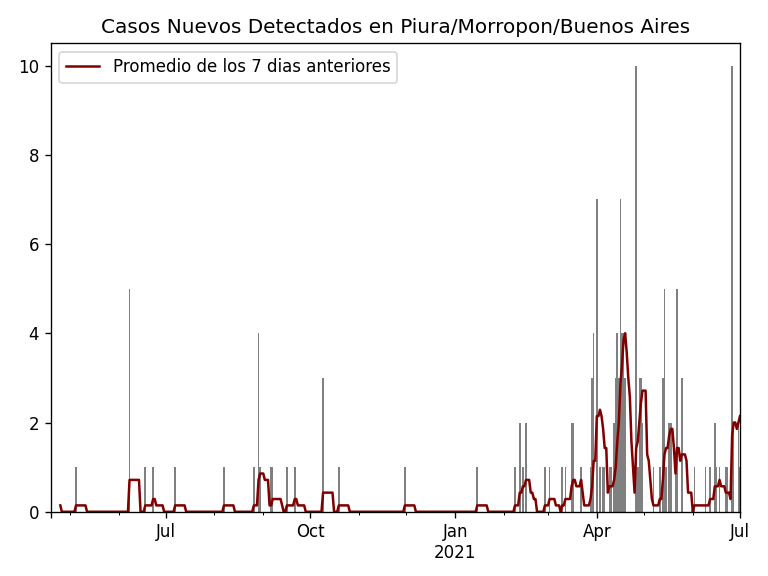 Casos Nuevos Detectados en Piura/Morropon/Buenos Aires
Promedio de los 7 dias anteriores
10
8
6
4
2
0
Jul
Oct
Jan
2021
Apr
Jul